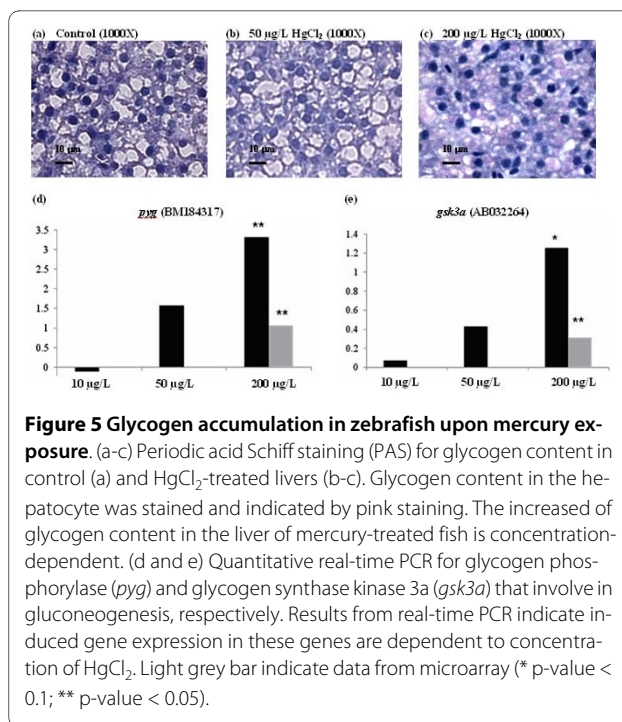 (a) Control (1000X) (b) 50 µg/L HgCl₂ (1000X) (c) 200 µg/L HgCl₂ (1000X)
10 µm 10 µm 10 µm
(d) (e)
pyg (BM184317) gsk3a (AB032264)
3.5
3
2.5
2
1.5
1
0.5
0
**
**
10 µg/L 50 µg/L 200 µg/L
1.4
1.2
1
0.8
0.6
0.4
0.2
0
*
**
10 µg/L 50 µg/L 200 µg/L
Figure 5 Glycogen accumulation in zebrafish upon mercury ex-
posure. (a-c) Periodic acid Schiff staining (PAS) for glycogen content in
control (a) and HgCl₂-treated livers (b-c). Glycogen content in the he-
patocyte was stained and indicated by pink staining. The increased of
glycogen content in the liver of mercury-treated fish is concentration-
dependent. (d and e) Quantitative real-time PCR for glycogen phos-
phorylase (pyg) and glycogen synthase kinase 3a (gsk3a) that involve in
gluconeogenesis, respectively. Results from real-time PCR indicate in-
duced gene expression in these genes are dependent to concentra-
tion of HgCl₂. Light grey bar indicate data from microarray (* p-value <
0.1; ** p-value < 0.05).